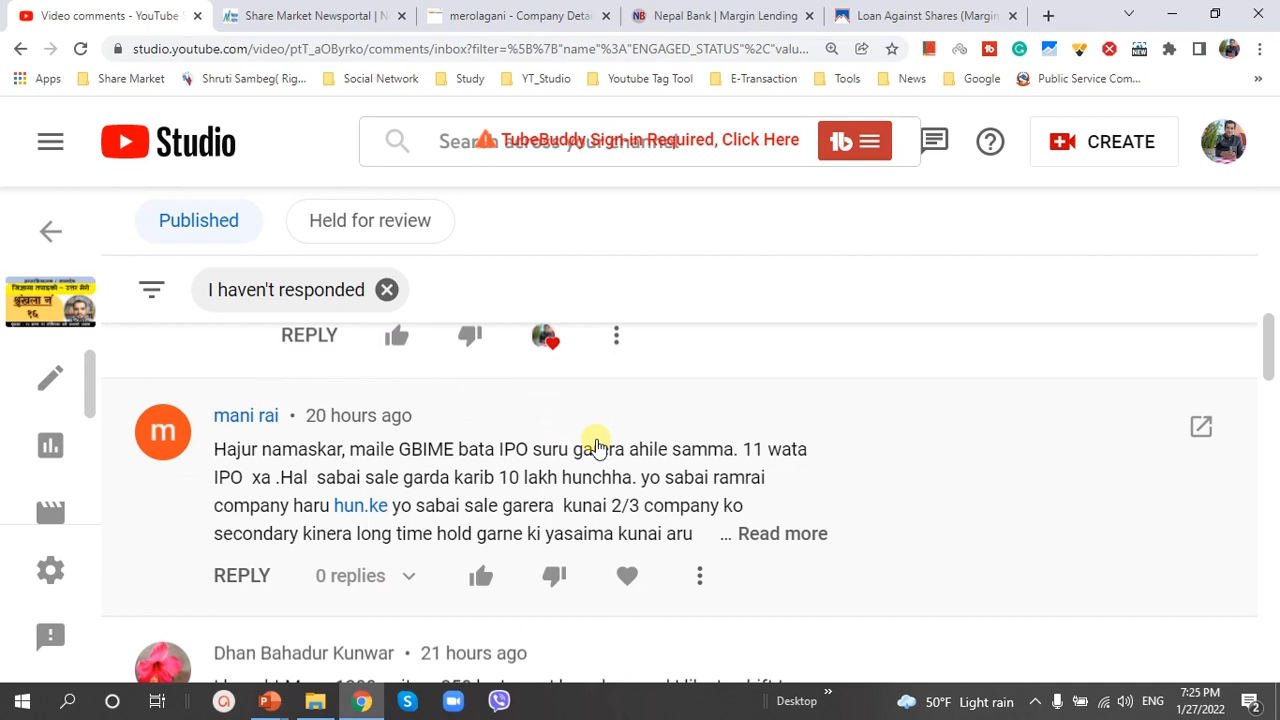 Video comments - YouTube S
Share Market Newsportal | N
merolagani - Company Detai
Nepal Bank | Margin Lending
Loan Against Shares (Margin
studio.youtube.com/video/ptT_aOByrko/comments/inbox?filter=%5B%7B"name"%3A"ENGAGED_STATUS"%2C"valu...
Apps
Share Market
Shruti Sambeg( Rig...
Social Network
Study
YT_Studio
Youtube Tag Tool
E-Transaction
Tools
News
Google
Public Service Com...
Studio
TubeBuddy Sign-in Required, Click Here
CREATE
Published
Held for review
I haven't responded
REPLY
mani rai • 20 hours ago
Hajur namaskar, maile GBIME bata IPO suru garera ahile samma. 11 wata
IPO xa .Hal sabai sale garda karib 10 lakh hunchha. yo sabai ramrai
company haru hun.ke yo sabai sale garera kunai 2/3 company ko
secondary kinera long time hold garne ki yasaima kunai aru ... Read more
REPLY 0 replies
Dhan Bahadur Kunwar • 21 hours ago
Desktop
50°F Light rain
ENG
7:25 PM
1/27/2022
2